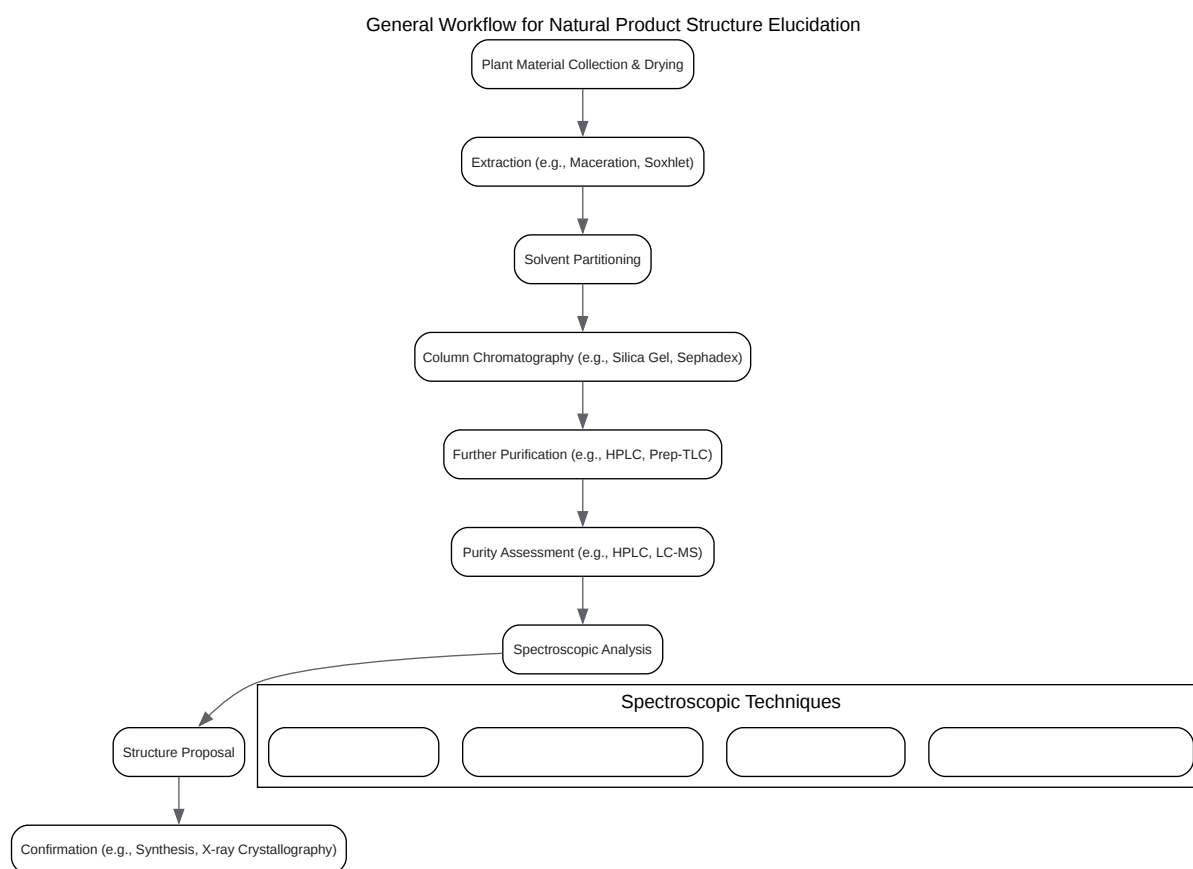 General Workflow for Natural Product Structure Elucidation
Plant Material Collection & Drying
Extraction (e.g., Maceration, Soxhlet)
Solvent Partitioning
Column Chromatography (e.g., Silica Gel, Sephadex)
Further Purification (e.g., HPLC, Prep-TLC)
Purity Assessment (e.g., HPLC, LC-MS)
Spectroscopic Analysis
Spectroscopic Techniques
Structure Proposal
Confirmation (e.g., Synthesis, X-ray Crystallography)